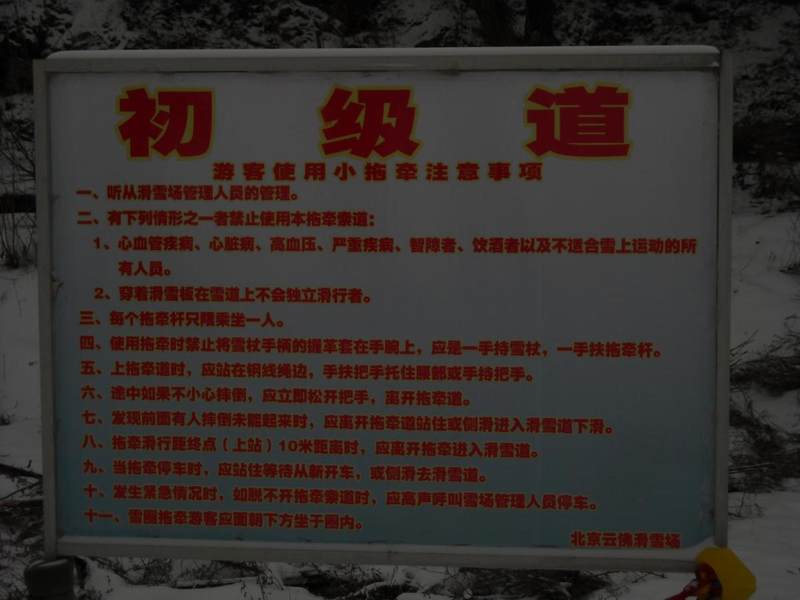 初级道
游客使用小拖牵注意事项
一、听从滑雪场管理人员的管理。
二、有下列情形之一者禁止使用本拖牵索道：
1、心血管疾病、心脏病、高血压、严重疾病、智障者、饮酒者以及不适合雪上运动的所
有人员。
2、穿着滑雪板在雪道上不会独立滑行者。
三、每个拖牵杆只限乘坐一人。
四、使用拖牵时禁止将雪杖手柄的握革套在手腕上，应是一手持雪杖，一手扶拖牵杆。
五、上拖牵道时，应站在钢线绳边，手扶把手托住腰部或手持把手。
六、途中如果不小心摔倒，应立即松开把手，离开拖牵道。
七、发现前面有人摔倒未能起来时，应离开拖牵道站住或侧滑进入滑雪道下滑。
八、拖牵滑行距终点（上站）10米距离时，应离开拖牵进入滑雪道。
九、当拖牵停车时，应站住等待从新开车，或侧滑去滑雪道。
十、发生紧急情况时，如脱不开拖牵索道时，应高声呼叫雪场管理人员停车。
十一、雪圈拖牵游客应面朝下方坐于圈内。
北京云佛滑雪场